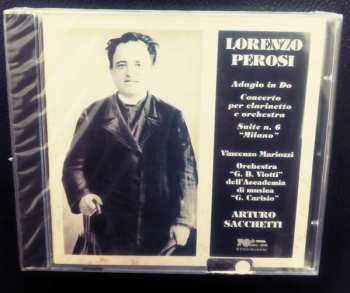 LORENZO
PEROSI
Adagio in Do
Concerto
per clarinetto
e orchestra
Suite n. 6
"Milano"
Vincenzo Mariozzi
Orchestra
"G. B. Viotti"
dell'Accademia
di musica
"G. Carisio"
ARTURO
SACCHETTI